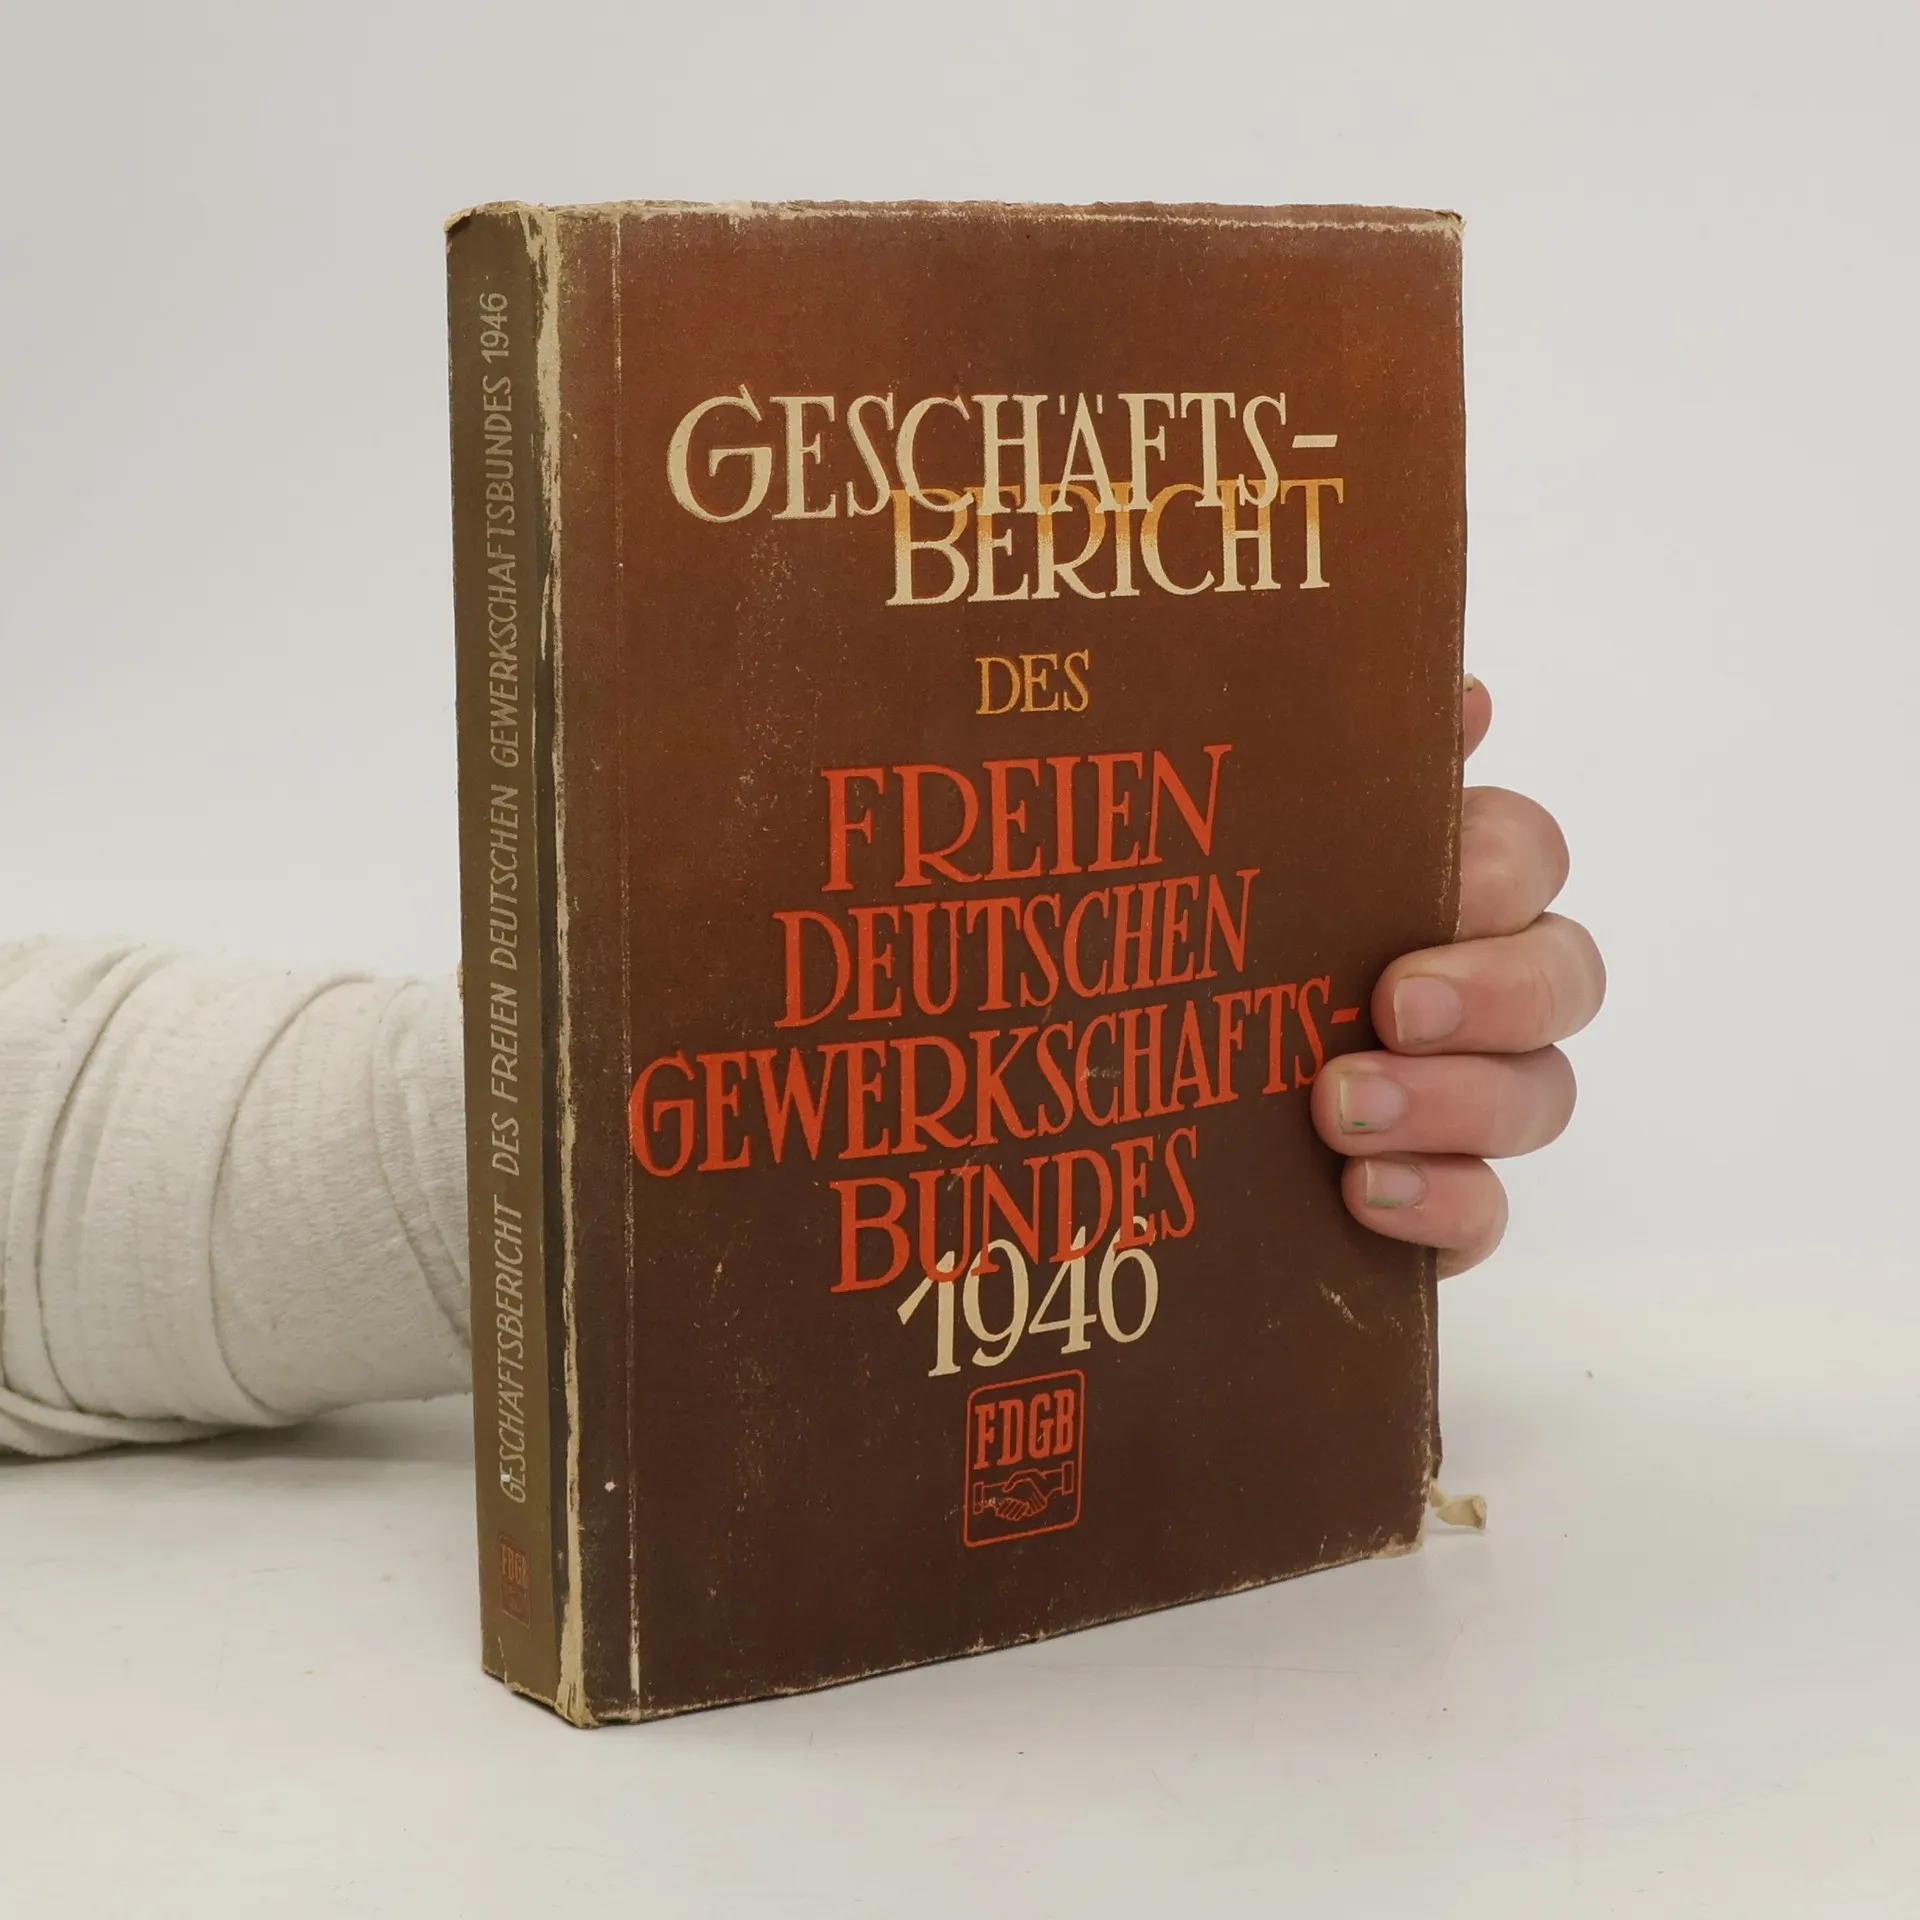 GESCHÄFTSBERICHT DES FREIEN DEUTSCHEN GEWERKSCHAFTSBUNDES 1946
FDGB
GESCHÄFTS-
BERICHT
DES
FREIEN
DEUTSCHEN
GEWERKSCHAFTS-
BUNDES
1946
FDGB